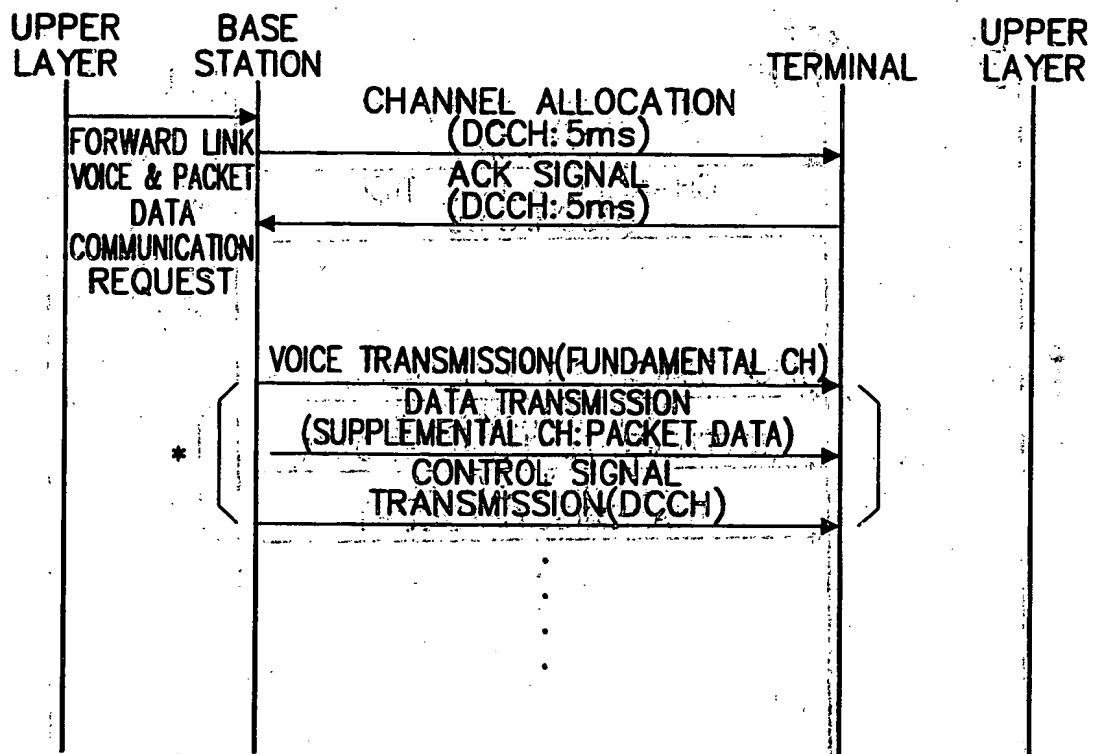 UPPER
LAYER
BASE
STATION
TERMINAL
UPPER
LAYER
FORWARD LINK
VOICE & PACKET
DATA
COMMUNICATION
REQUEST
CHANNEL ALLOCATION
(DCCH:5ms)
ACK SIGNAL
(DCCH:5ms)
VOICE TRANSMISSION(FUNDAMENTAL CH)
DATA TRANSMISSION
(SUPPLEMENTAL CH:PACKET DATA)
*
CONTROL SIGNAL
TRANSMISSION(DCCH)